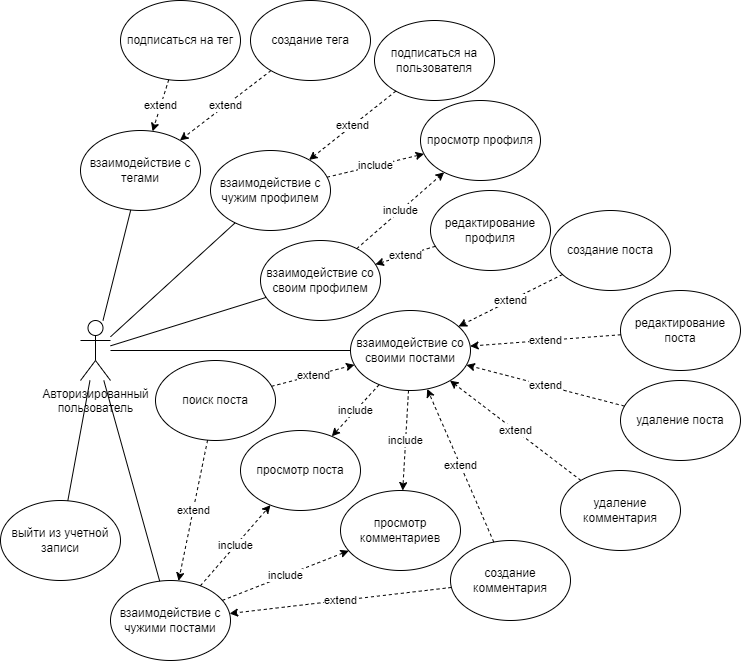 подписаться на тег
создание тега
подписаться на
пользователя
extend
extend
extend
просмотр профиля
взаимодействие с
тегами
взаимодействие с
чужим профилем
include
include
редактирование
профиля
extend
создание поста
взаимодействие со
своим профилем
extend
редактирование
поста
взаимодействие со
своими постами
extend
Авторизированный
пользователь
поиск поста
extend
extend
удаление поста
include
include
extend
просмотр поста
extend
extend
удаление
комментария
выйти из учетной
записи
include
просмотр
комментариев
include
создание
комментария
extend
взаимодействие с
чужими постами